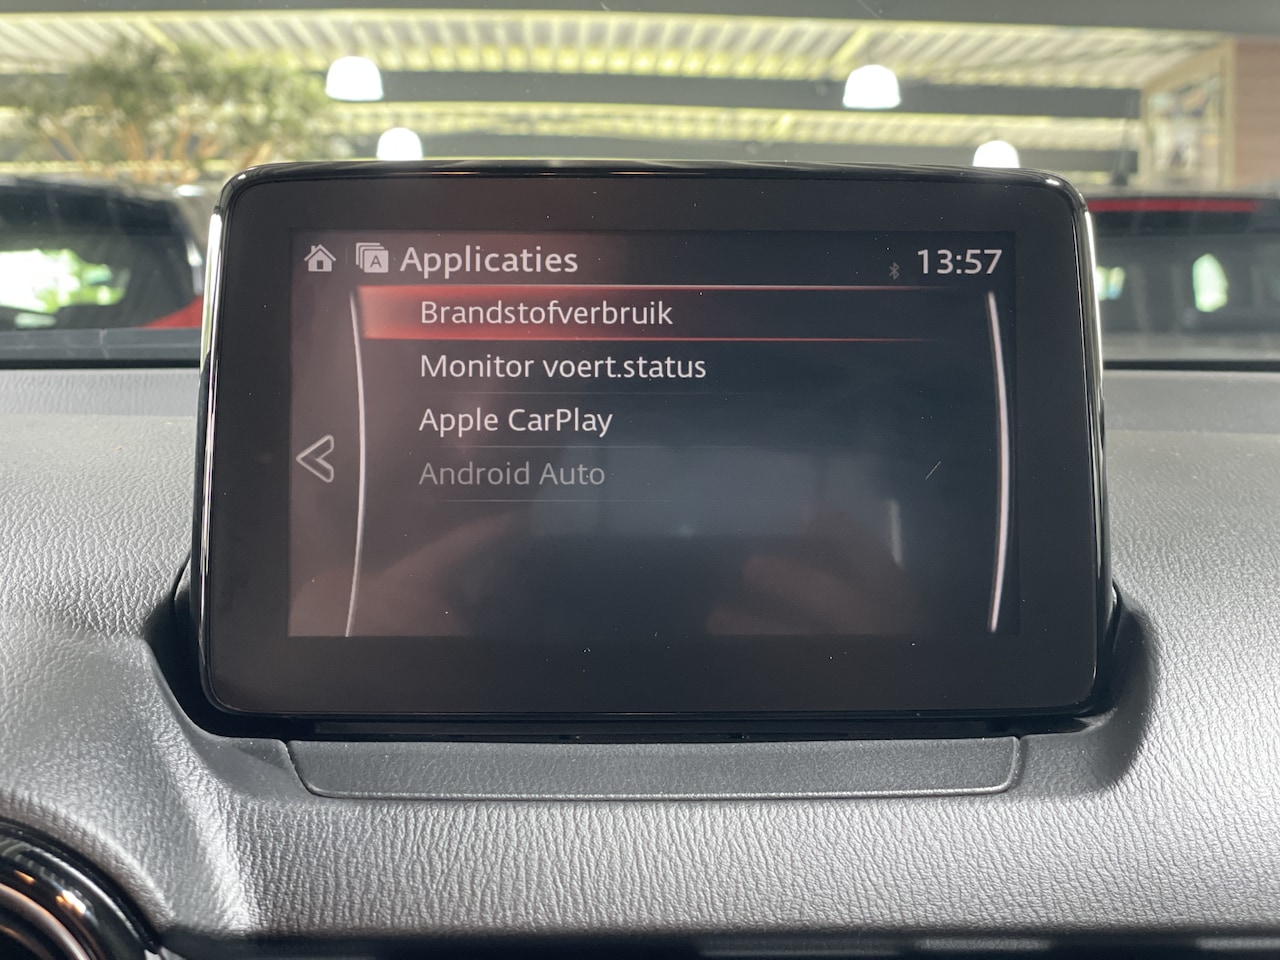 Applicaties
13:57
Brandstofverbruik
Monitor voert.status
Apple CarPlay
Android Auto